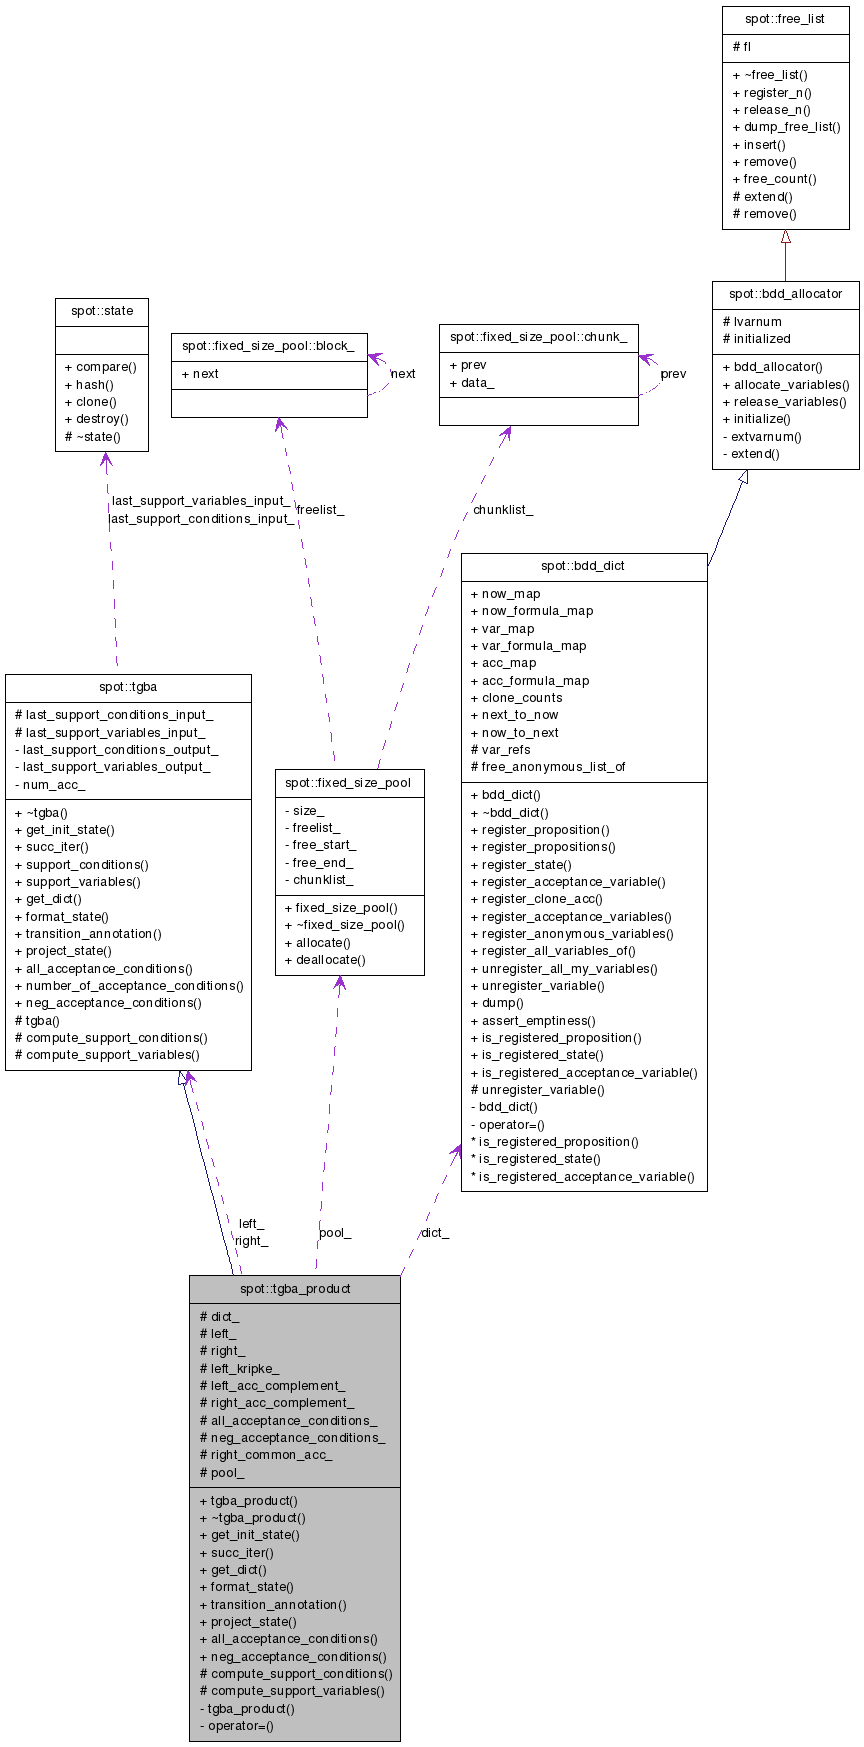 spot::free_list
# fl
+ ~free_list()
+ register_n()
+ release_n()
+ dump_free_list()
+ insert()
+ remove()
+ free_count()
# extend()
# remove()
spot::bdd_allocator
# lvarnum
# initialized
+ bdd_allocator()
+ allocate_variables()
+ release_variables()
+ initialize()
- extvarnum()
- extend()
spot::state
+ compare()
+ hash()
+ clone()
+ destroy()
# ~state()
spot::fixed_size_pool::block_
+ next
next
spot::fixed_size_pool::chunk_
+ prev
+ data_
prev
last_support_variables_input_
last_support_conditions_input_
freelist_
chunklist_
spot::bdd_dict
+ now_map
+ now_formula_map
+ var_map
+ var_formula_map
+ acc_map
+ acc_formula_map
+ clone_counts
+ next_to_now
+ now_to_next
# var_refs
# free_anonymous_list_of
+ bdd_dict()
+ ~bdd_dict()
+ register_proposition()
+ register_propositions()
+ register_state()
+ register_acceptance_variable()
+ register_clone_acc()
+ register_acceptance_variables()
+ register_anonymous_variables()
+ register_all_variables_of()
+ unregister_all_my_variables()
+ unregister_variable()
+ dump()
+ assert_emptiness()
+ is_registered_proposition()
+ is_registered_state()
+ is_registered_acceptance_variable()
# unregister_variable()
- bdd_dict()
- operator=()
* is_registered_proposition()
* is_registered_state()
* is_registered_acceptance_variable()
spot::tgba
# last_support_conditions_input_
# last_support_variables_input_
- last_support_conditions_output_
- last_support_variables_output_
- num_acc_
+ ~tgba()
+ get_init_state()
+ succ_iter()
+ support_conditions()
+ support_variables()
+ get_dict()
+ format_state()
+ transition_annotation()
+ project_state()
+ all_acceptance_conditions()
+ number_of_acceptance_conditions()
+ neg_acceptance_conditions()
# tgba()
# compute_support_conditions()
# compute_support_variables()
spot::fixed_size_pool
- size_
- freelist_
- free_start_
- free_end_
- chunklist_
+ fixed_size_pool()
+ ~fixed_size_pool()
+ allocate()
+ deallocate()
left_
right_
pool_
dict_
spot::tgba_product
# dict_
# left_
# right_
# left_kripke_
# left_acc_complement_
# right_acc_complement_
# all_acceptance_conditions_
# neg_acceptance_conditions_
# right_common_acc_
# pool_
+ tgba_product()
+ ~tgba_product()
+ get_init_state()
+ succ_iter()
+ get_dict()
+ format_state()
+ transition_annotation()
+ project_state()
+ all_acceptance_conditions()
+ neg_acceptance_conditions()
# compute_support_conditions()
# compute_support_variables()
- tgba_product()
- operator=()